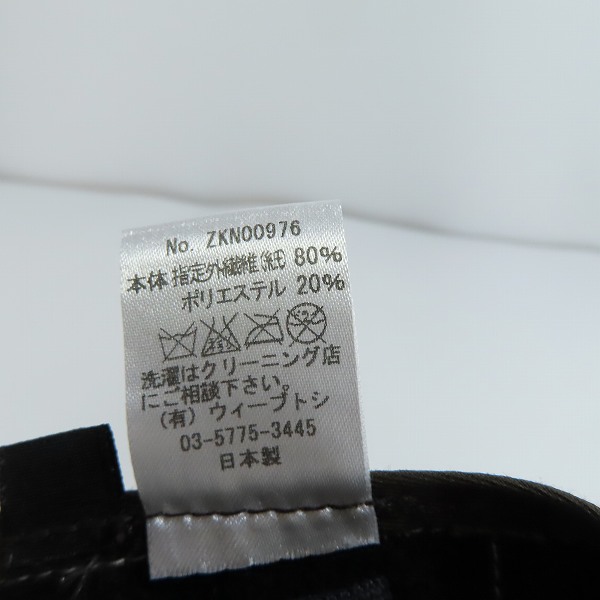 No. ZKN00976
本体 指定外繊維(紙) 80%
ポリエステル 20%
洗濯はクリーニング店
にご相談下さい。
(有) ウィーブトシ
03-5775-3445
日本製